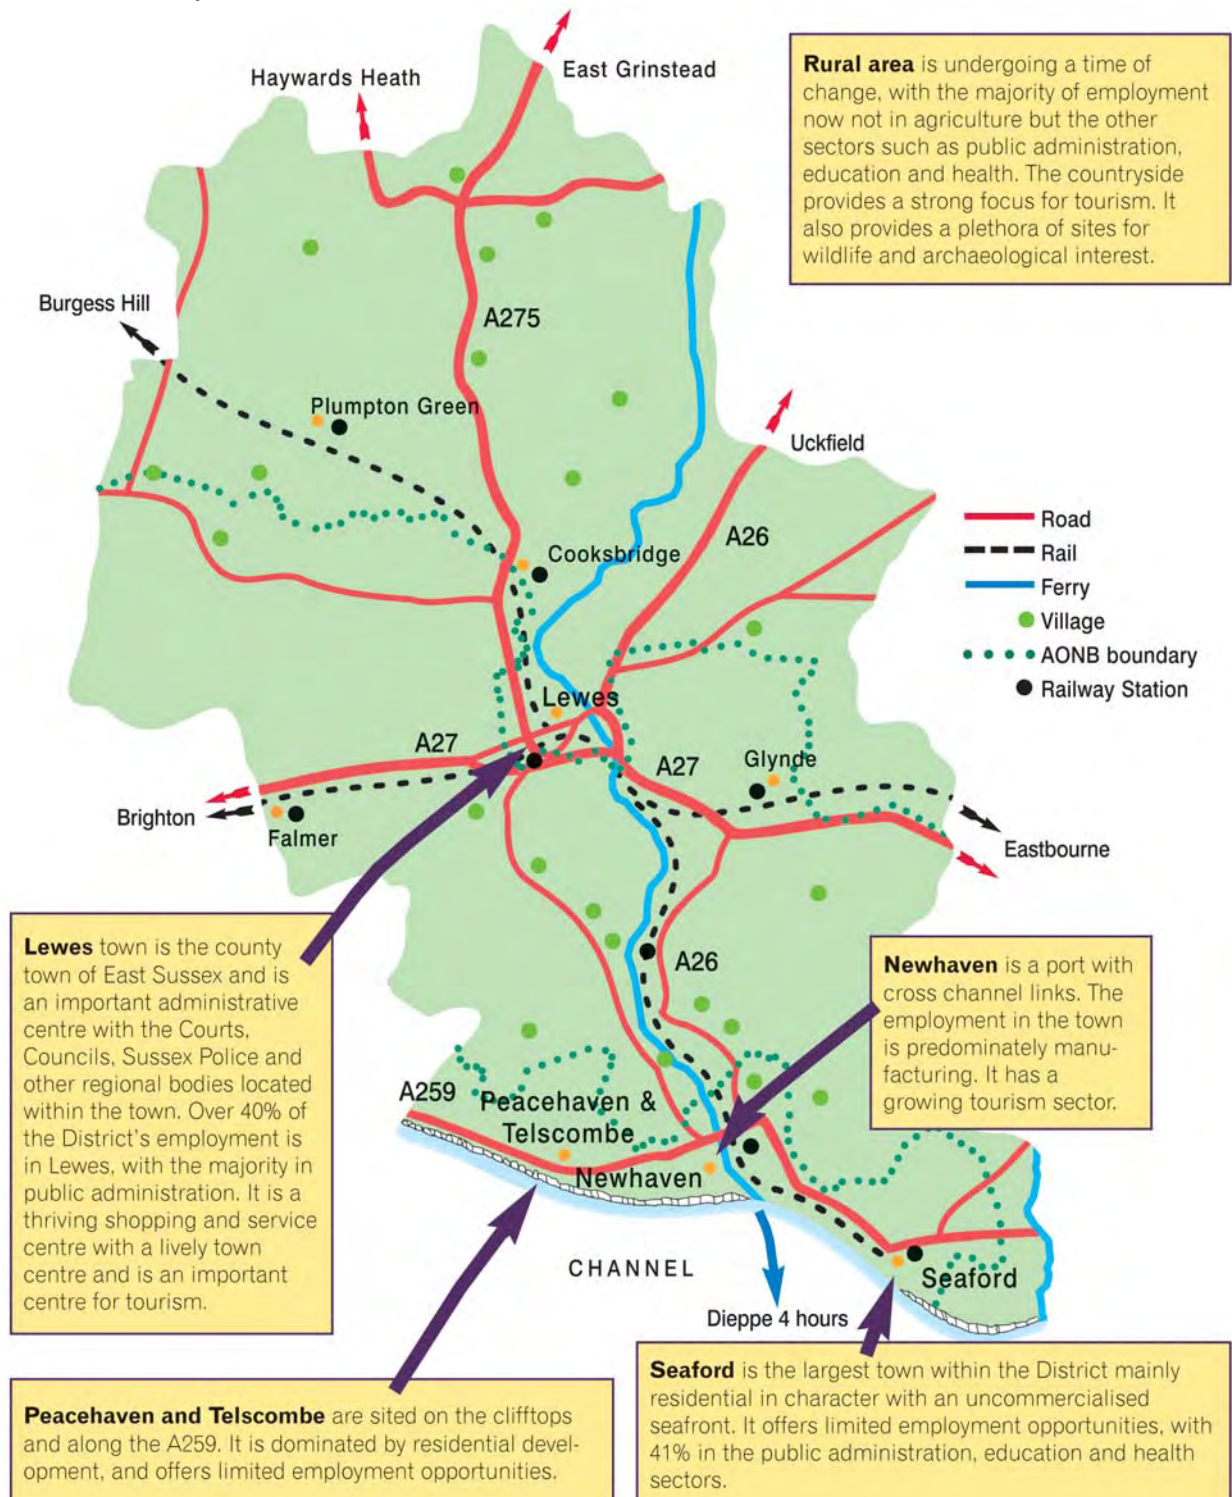 Haywards Heath
East Grinstead
Rural area is undergoing a time of
change, with the majority of employment
now not in agriculture but the other
sectors such as public administration,
education and health. The countryside
provides a strong focus for tourism. It
also provides a plethora of sites for
wildlife and archaeological interest.
Burgess Hill
A275
Plumpton Green
Uckfield
Road
Rail
Ferry
Village
AONB boundary
Railway Station
A26
Cooksbridge
Lewes
A27
A27
Glynde
Brighton
Falmer
Eastbourne
Lewes town is the county
town of East Sussex and is
an important administrative
centre with the Courts,
Councils, Sussex Police and
other regional bodies located
within the town. Over 40% of
the District's employment is
in Lewes, with the majority in
public administration. It is a
thriving shopping and service
centre with a lively town
centre and is an important
centre for tourism.
A26
Newhaven is a port with
cross channel links. The
employment in the town
is predominately manu-
facturing. It has a
growing tourism sector.
A259
Peacehaven &
Telscombe
Newhaven
Seaford
CHANNEL
Dieppe 4 hours
Peacehaven and Telscombe are sited on the clifftops
and along the A259. It is dominated by residential devel-
opment, and offers limited employment opportunities.
Seaford is the largest town within the District mainly
residential in character with an uncommercialised
seafront. It offers limited employment opportunities, with
41% in the public administration, education and health
sectors.